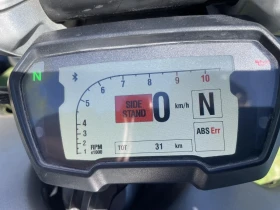 N
6 7 8 9 10
5
4
3
2
1
SIDE
STAND
0 km/h
N
ABS Err
RPM
x1000
TOT 31 km